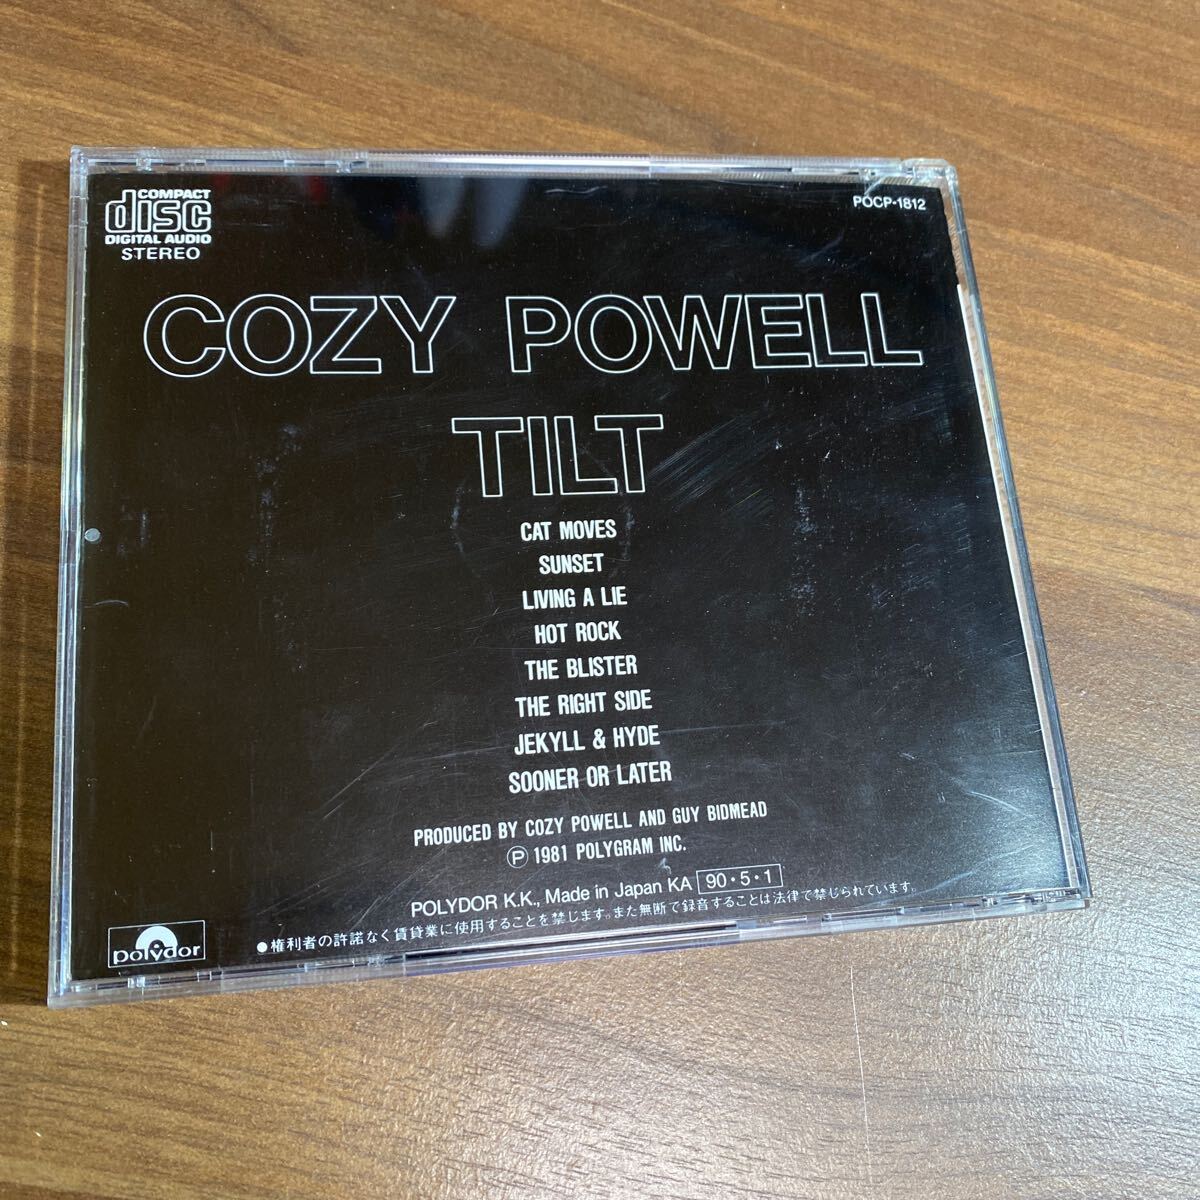 COMPACT
disc
DIGITAL AUDIO
STEREO
POCP-1812
COZY POWELL
TILT
CAT MOVES
SUNSET
LIVING A LIE
HOT ROCK
THE BLISTER
THE RIGHT SIDE
JEKYLL & HYDE
SOONER OR LATER
PRODUCED BY COZY POWELL AND GUY BIDMEAD
Ⓟ 1981 POLYGRAM INC.
POLYDOR K.K., Made in Japan KA 90・5・1
●権利者の許諾なく賃貸業に使用することを禁じます。また無断で録音することは法律で禁じられています。
polydor